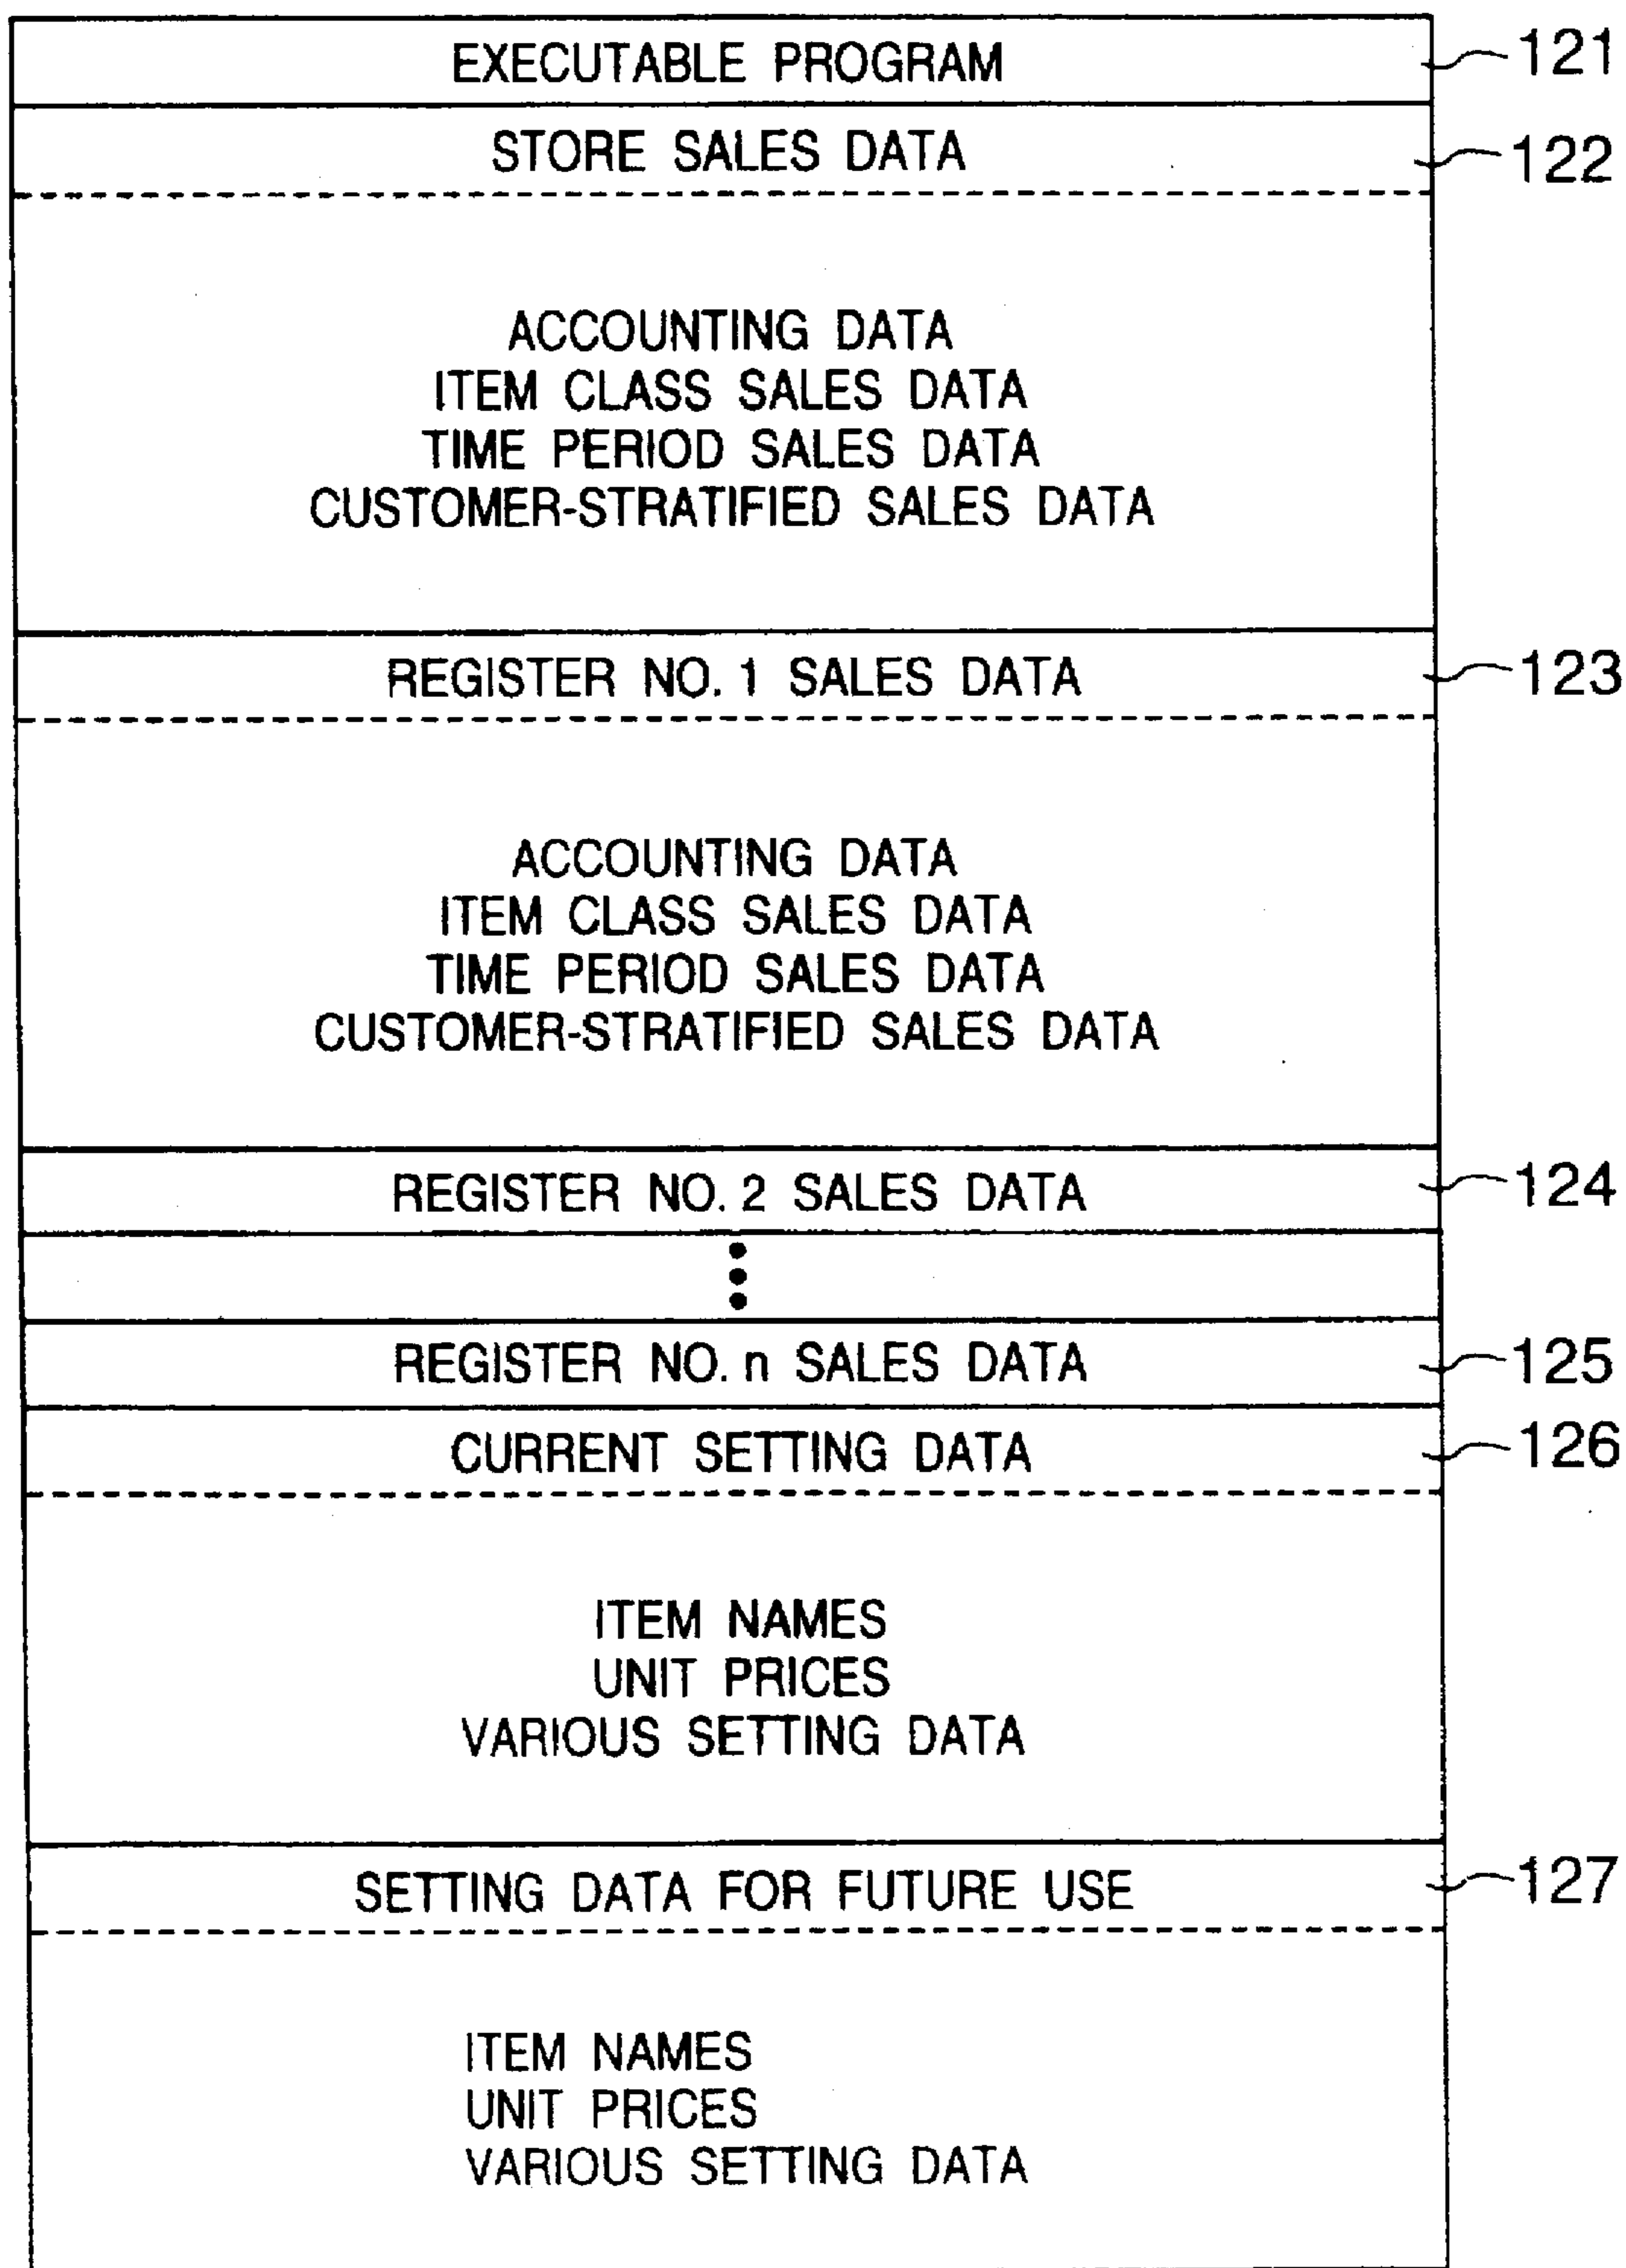 EXECUTABLE PROGRAM 121
STORE SALES DATA 122
ACCOUNTING DATA
ITEM CLASS SALES DATA
TIME PERIOD SALES DATA
CUSTOMER-STRATIFIED SALES DATA
REGISTER NO. 1 SALES DATA 123
ACCOUNTING DATA
ITEM CLASS SALES DATA
TIME PERIOD SALES DATA
CUSTOMER-STRATIFIED SALES DATA
REGISTER NO. 2 SALES DATA 124
REGISTER NO. n SALES DATA 125
CURRENT SETTING DATA 126
ITEM NAMES
UNIT PRICES
VARIOUS SETTING DATA
SETTING DATA FOR FUTURE USE 127
ITEM NAMES
UNIT PRICES
VARIOUS SETTING DATA